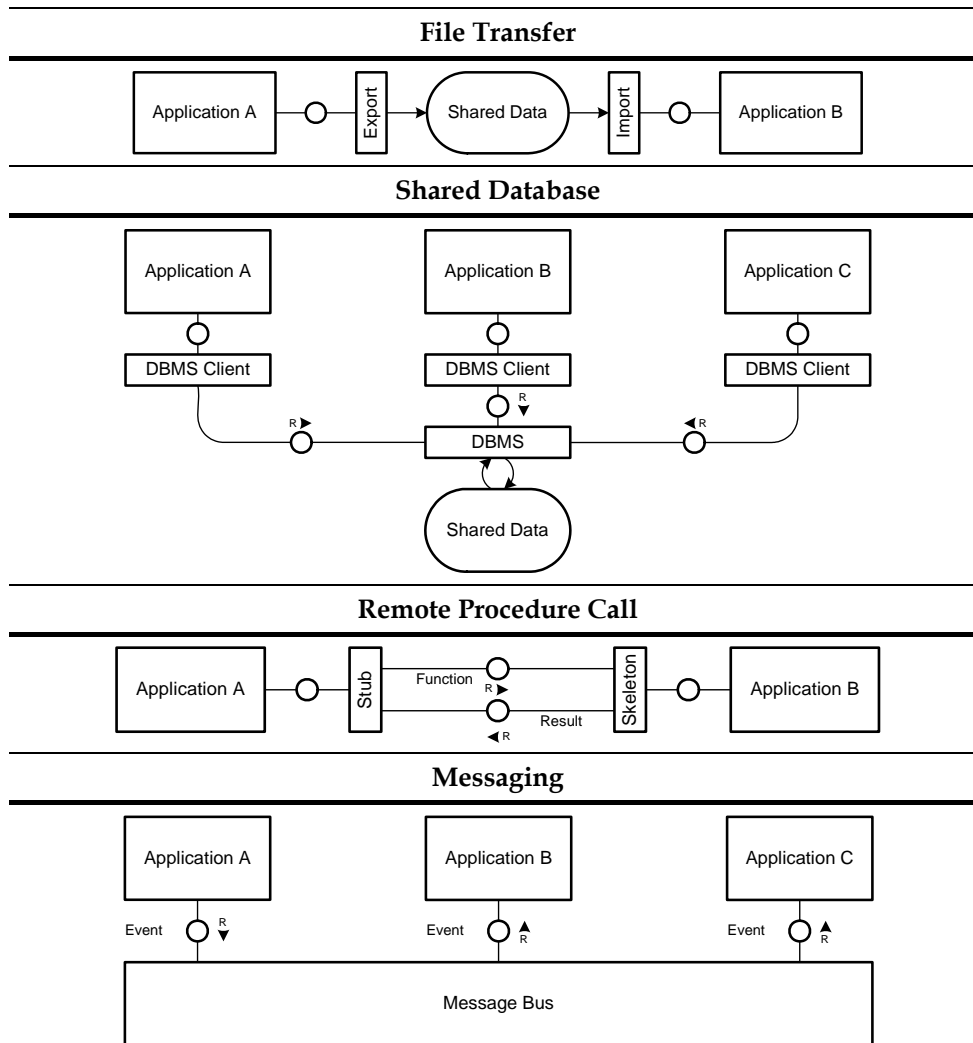 File Transfer
Application A
Export
Shared Data
Import
Application B
Shared Database
Application A
Application B
Application C
DBMS Client
DBMS Client
DBMS Client
R
R
R
DBMS
Shared Data
Remote Procedure Call
Application A
Stub
Function
R
Result
R
Skeleton
Application B
Messaging
Application A
Application B
Application C
Event
R
Event
R
Event
R
Message Bus